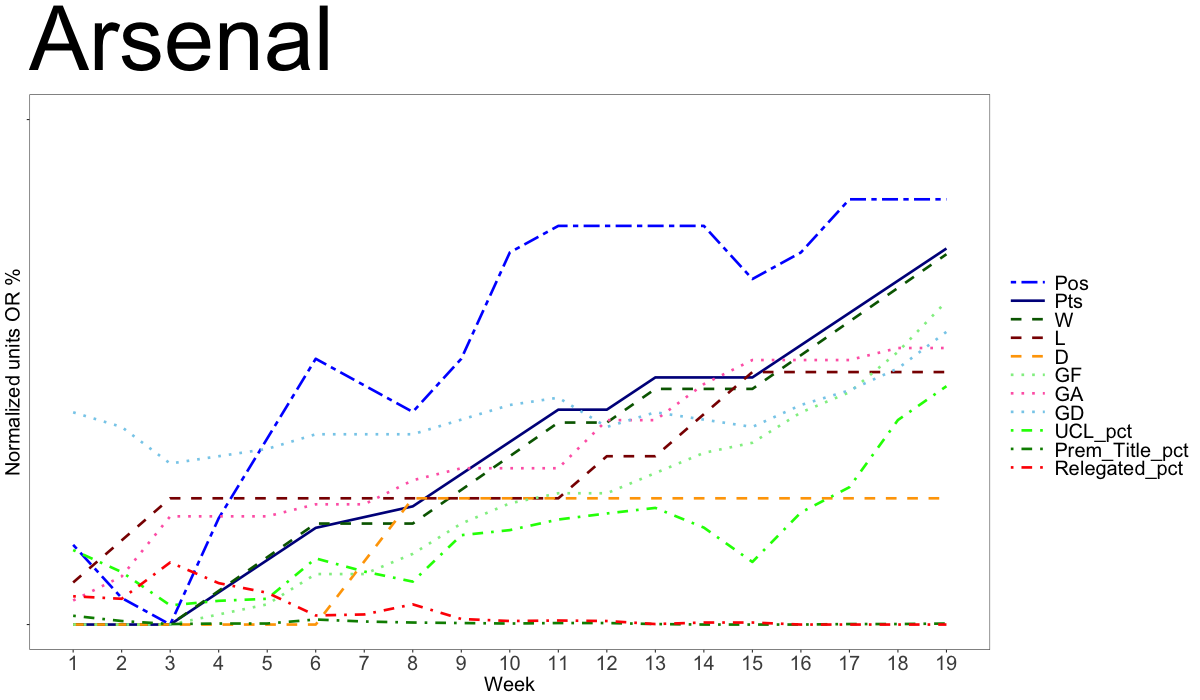 Arsenal
Normalized units OR %
Pos
Pts
W
L
D
GF
GA
GD
UCL_pct
Prem_Title_pct
Relegated_pct
1 2 3 4 5 6 7 8 9 10 11 12 13 14 15 16 17 18 19
Week